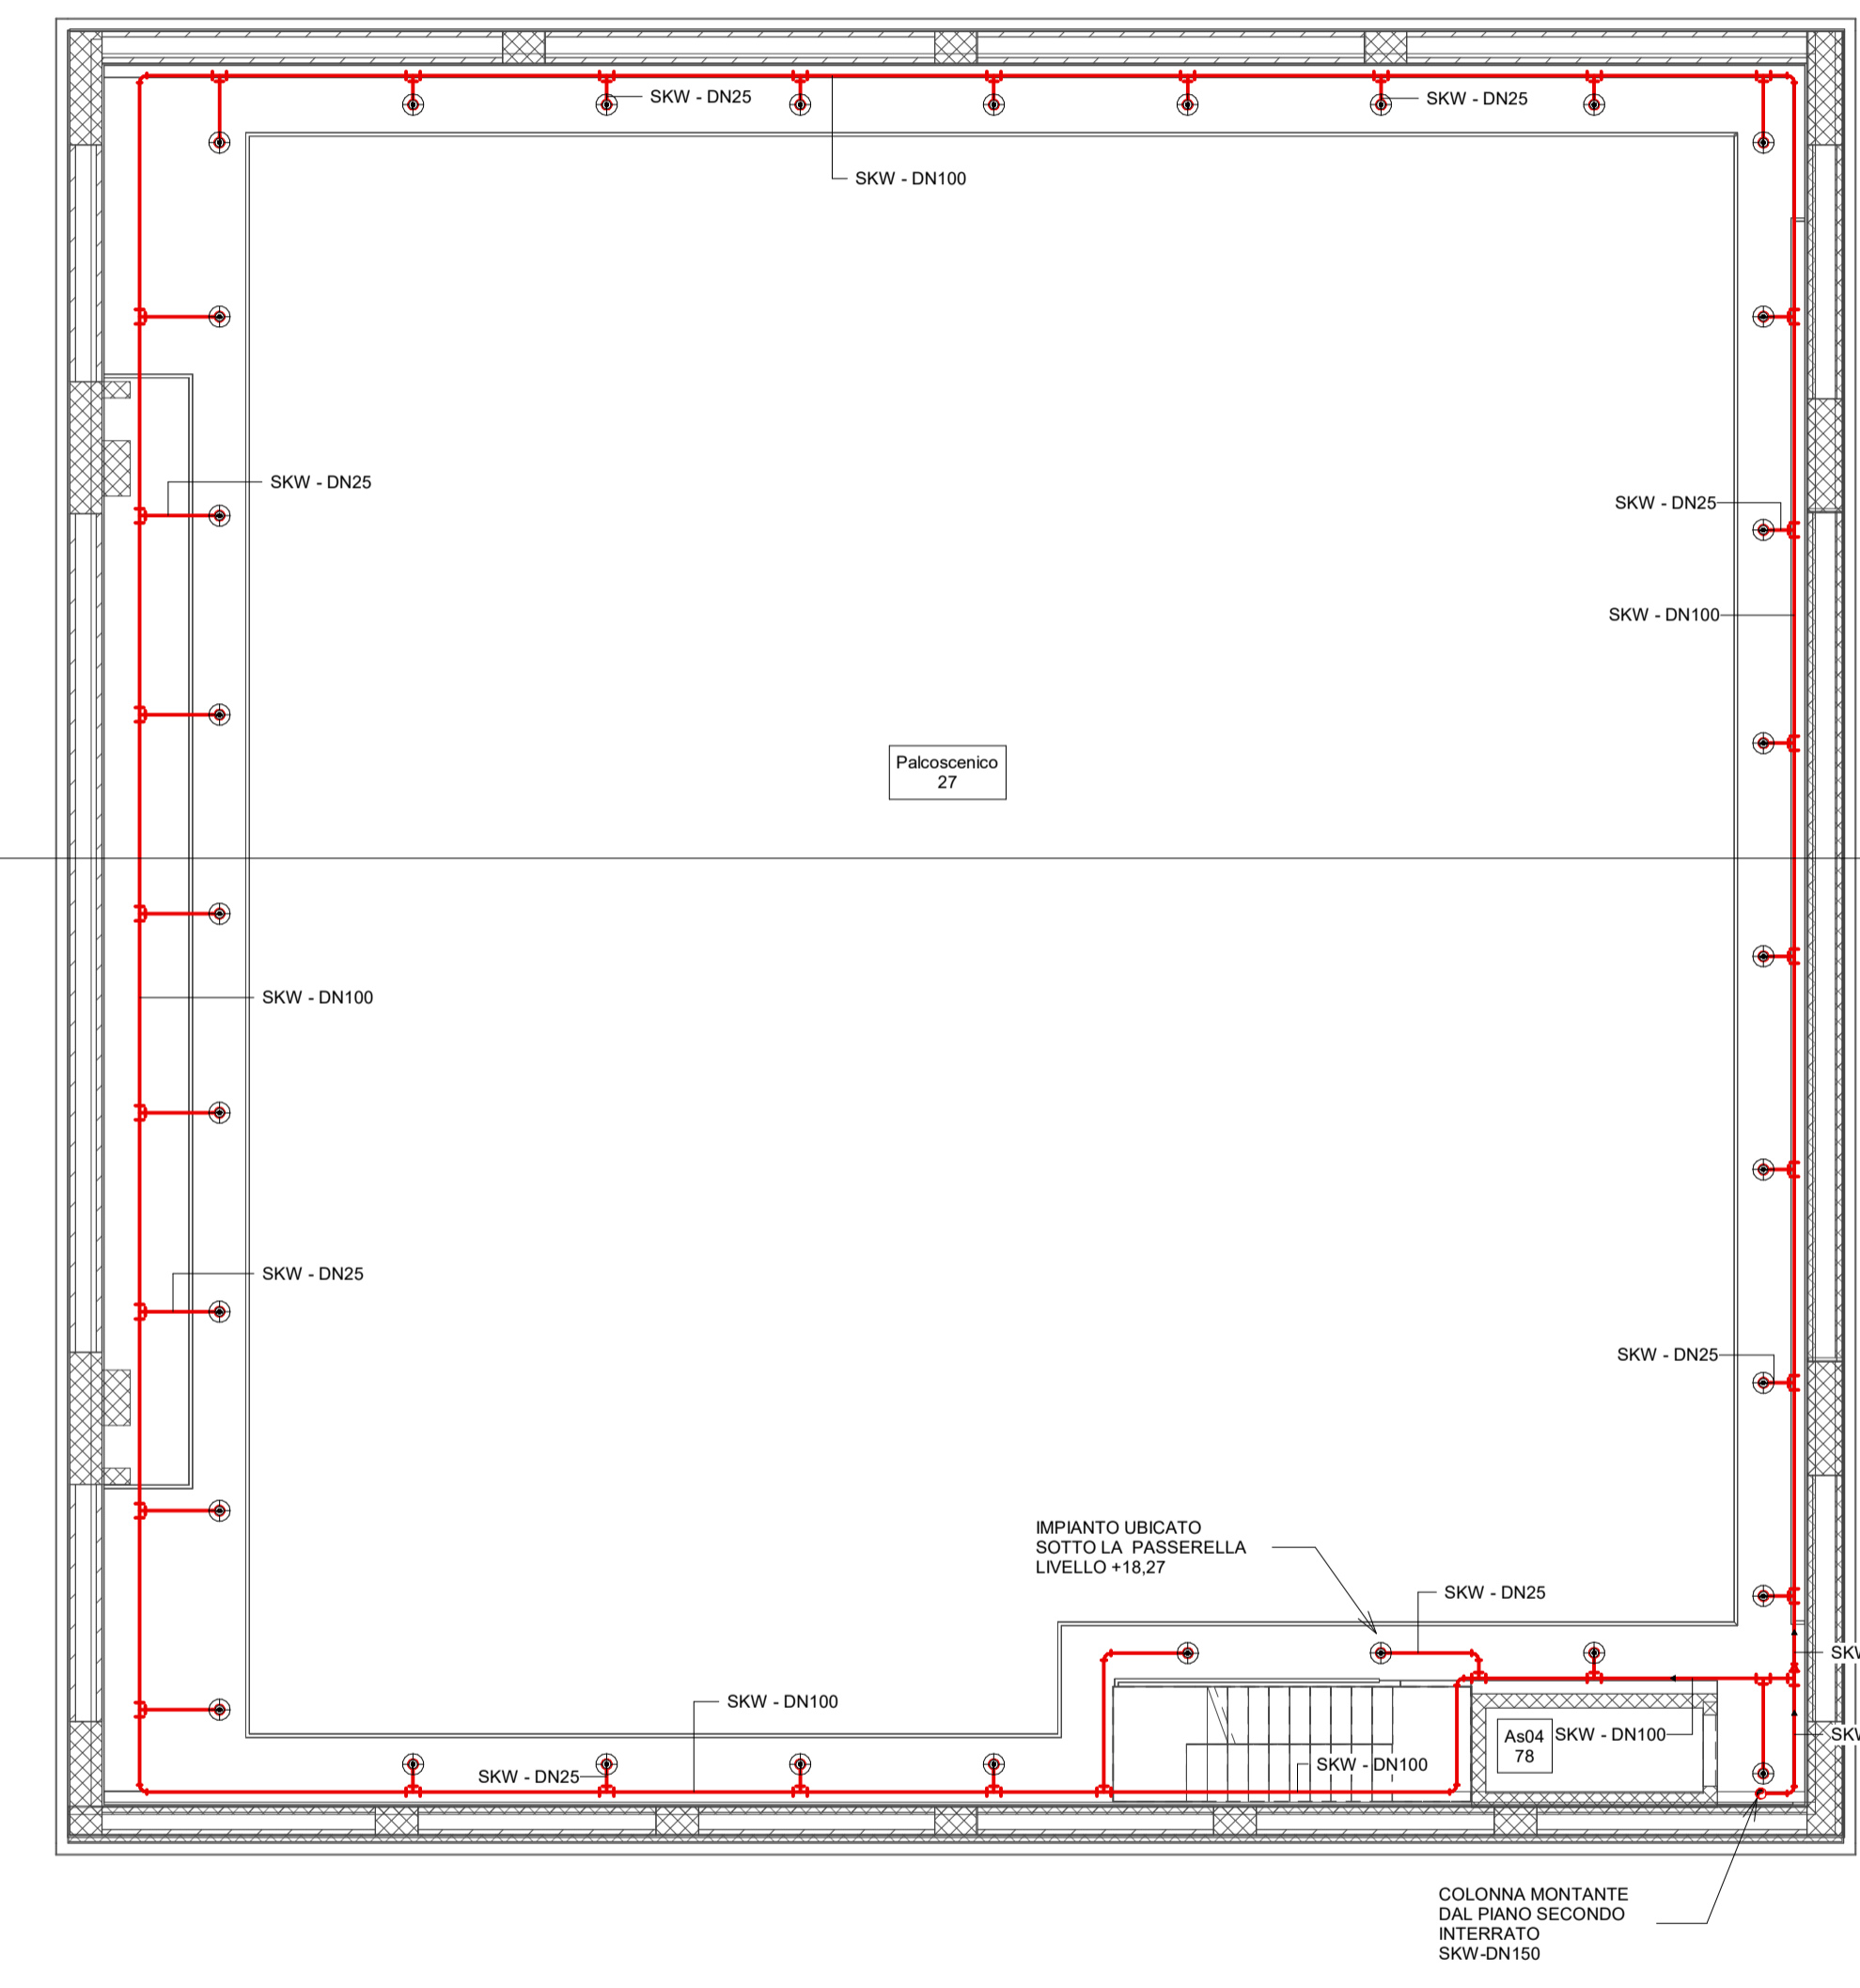 SKW - DN25
SKW - DN25
SKW - DN100
SKW - DN25
SKW - DN25
SKW - DN100
Palcoscenico
27
SKW - DN100
SKW - DN25
SKW - DN25
IMPIANTO UBICATO
SOTTO LA PASSERELLA
LIVELLO +18,27
SKW - DN25
SKW
SKW - DN100
As04
78
SKW - DN100
SKW
SKW - DN100
SKW - DN25
COLONNA MONTANTE
DAL PIANO SECONDO
INTERRATO
SKW-DN150